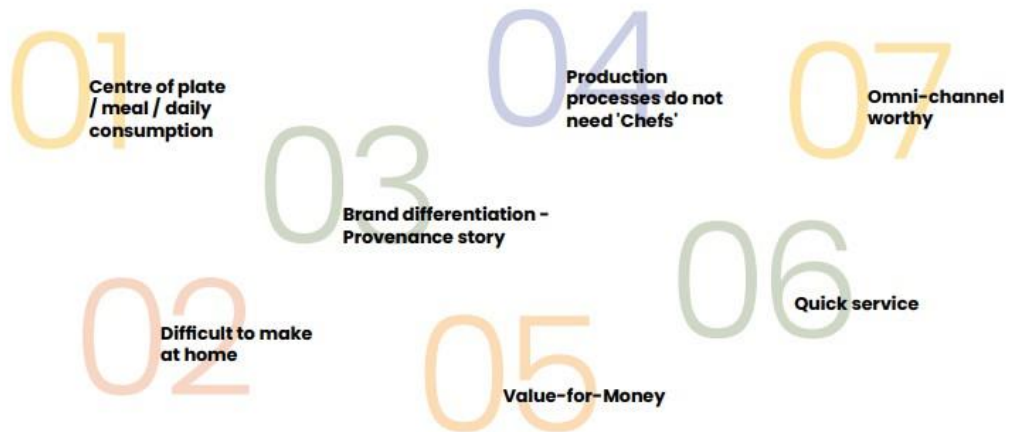 01
Centre of plate
/ meal / daily
consumption
02
Difficult to make
at home
03
Brand differentiation -
Provenance story
04
Production
processes do not
need 'Chefs'
05
Value-for-Money
06
Quick service
07
Omni-channel
worthy